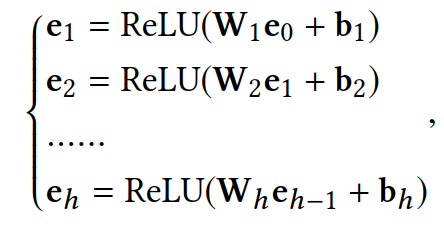 e₁ = ReLU(W₁e₀ + b₁)
e₂ = ReLU(W₂e₁ + b₂)
......
eₕ = ReLU(Wₕeₕ₋₁ + bₕ)
,